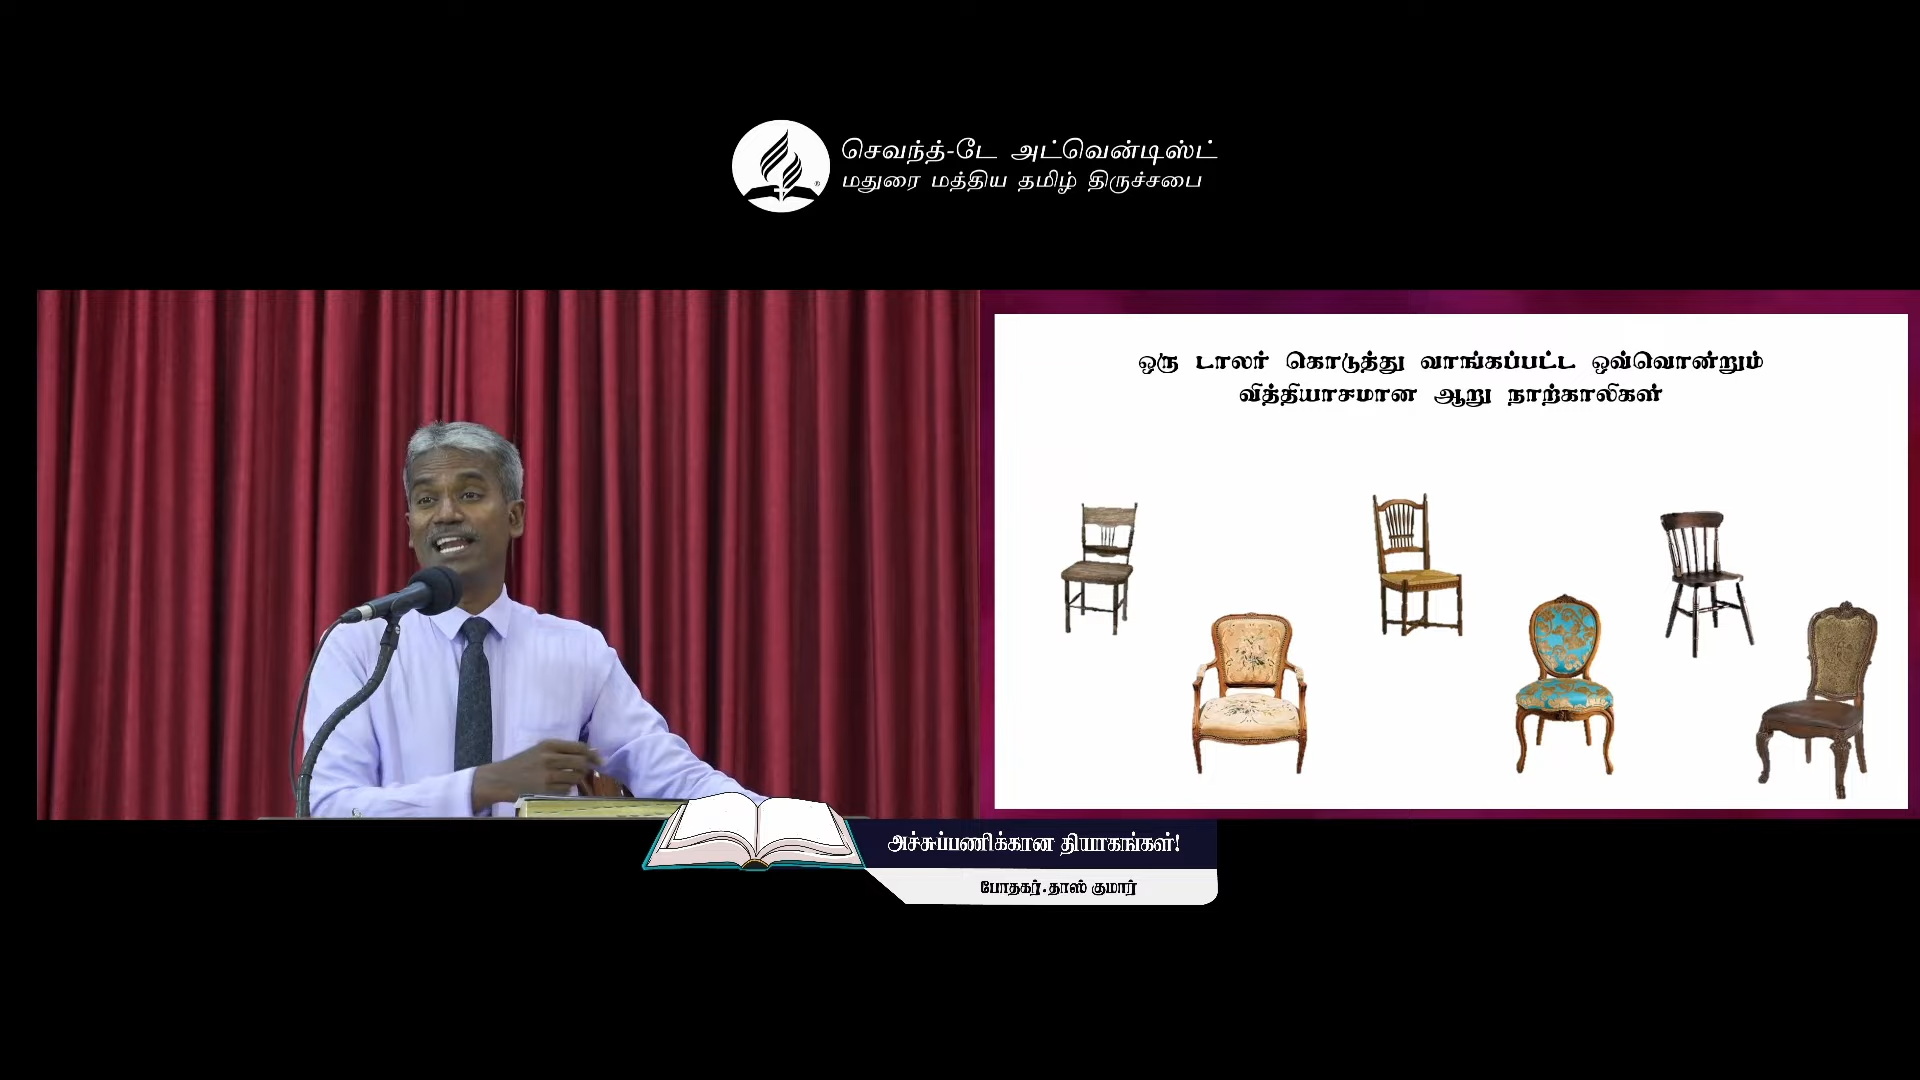 செவந்த்-டே அட்வென்டிஸ்ட்
மதுரை மத்திய தமிழ் திருச்சபை
ஒரு டாலர் கொடுத்து வாங்கப்பட்ட ஒவ்வொன்றும்
வித்தியாசமான ஆறு நாற்காலிகள்
அச்சுப்பணிக்கான தியாகங்கள்!
போதகர்.தாஸ் குமார்